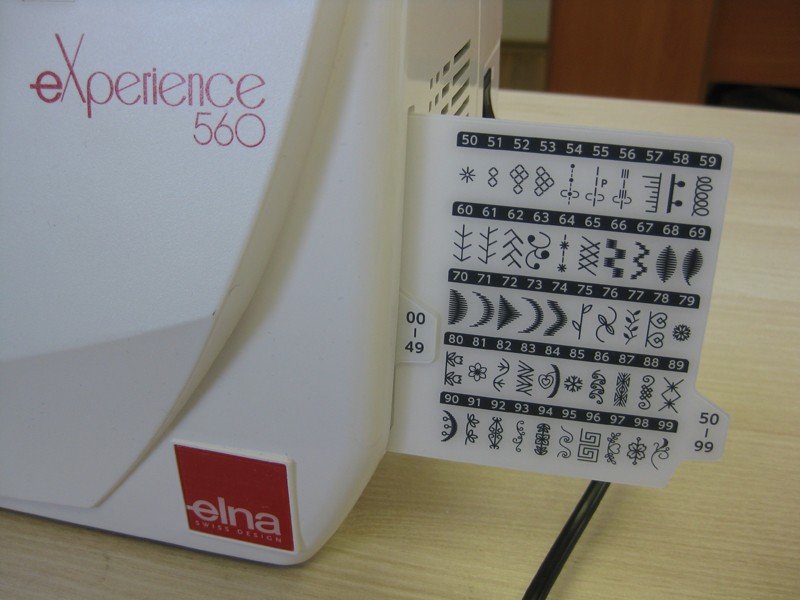 eXperience
560
50 51 52 53 54 55 56 57 58 59
P
60 61 62 63 64 65 66 67 68 69
70 71 72 73 74 75 76 77 78 79
00-49
80 81 82 83 84 85 86 87 88 89
90 91 92 93 94 95 96 97 98 99
50-99
elna
SWISS DESIGN